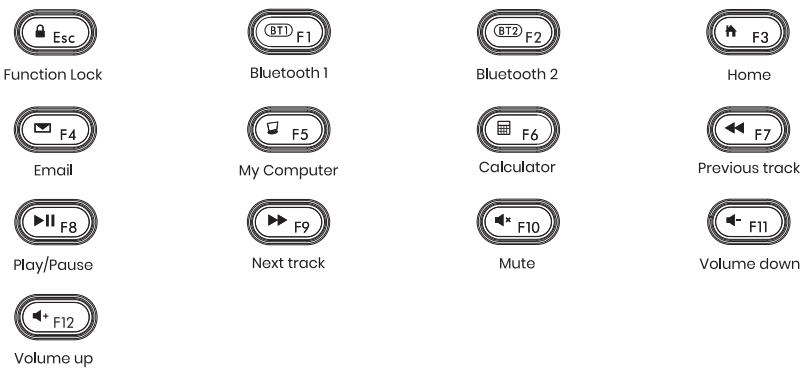 Esc
BT1 F1
BT2 F2
F3
Function Lock
Bluetooth 1
Bluetooth 2
Home
F4
F5
F6
F7
Email
My Computer
Calculator
Previous track
F8
F9
F10
F11
Play/Pause
Next track
Mute
Volume down
F12
Volume up